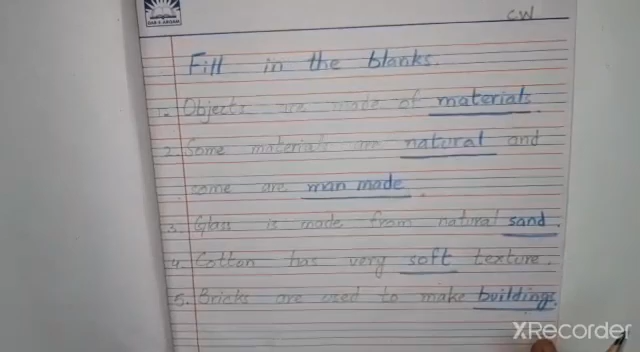 DAR E ARQAM
CW
Fill in the blanks.
1. Objects are made of materials.
2. Some materials are natural and
some are man made.
3. Glass is made from natural sand.
4. Cotton has very soft texture.
5. Bricks are used to make buildings.
XRecorder